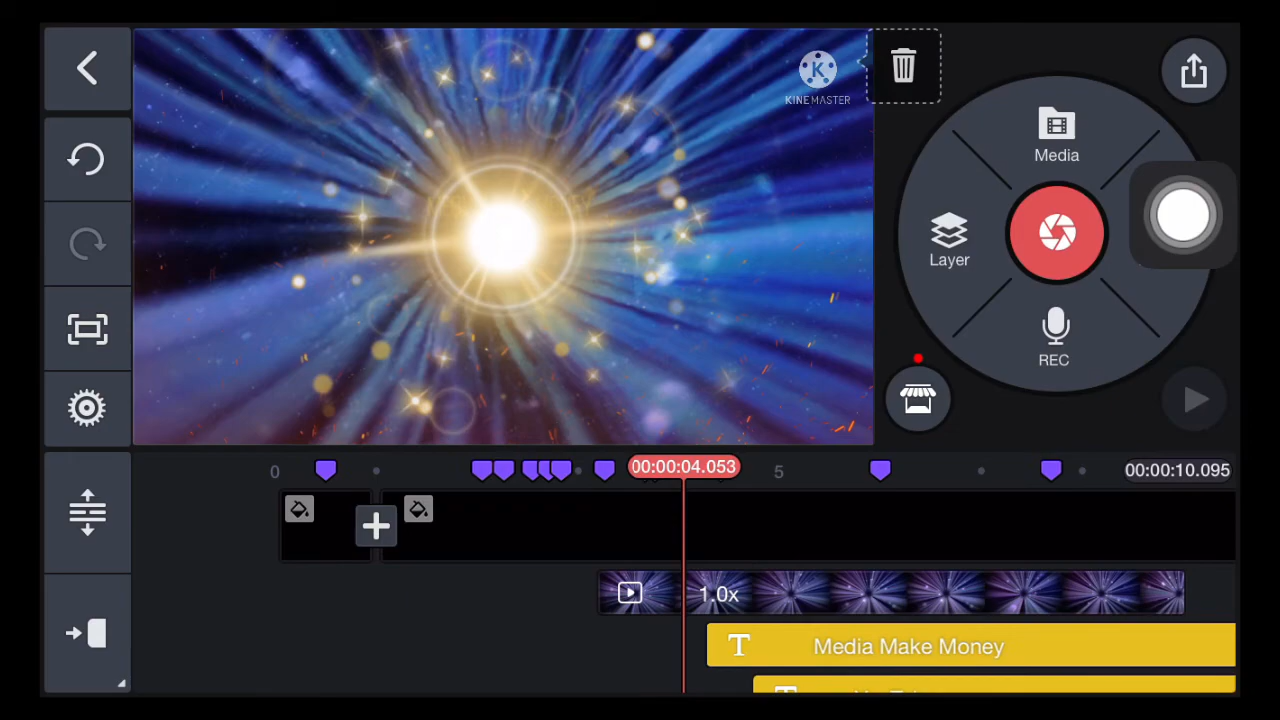 K
KINEMASTER
Media
Layer
REC
0
00:00:04.053
5
00:00:10.095
1.0x
T Media Make Money